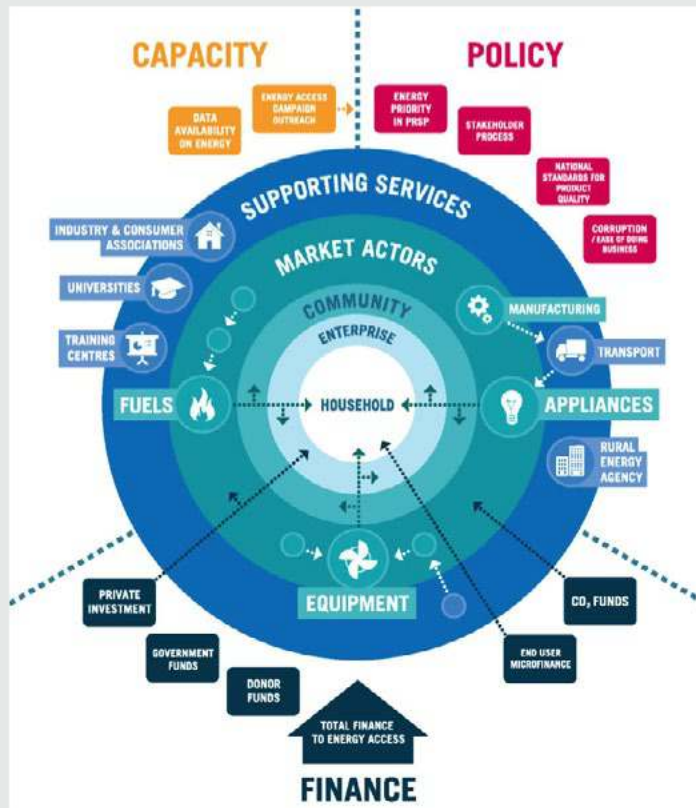 CAPACITY
POLICY
ENERGY ACCESS
CAMPAIGN
OUTREACH
DATA
AVAILABILITY
ON ENERGY
ENERGY
PRIORITY
IN PRSP
STAKEHOLDER
PROCESS
NATIONAL
STANDARDS FOR
PRODUCT
QUALITY
CORRUPTION
/ EASE OF DOING
BUSINESS
SUPPORTING SERVICES
MARKET ACTORS
COMMUNITY
ENTERPRISE
HOUSEHOLD
INDUSTRY & CONSUMER
ASSOCIATIONS
UNIVERSITIES
TRAINING
CENTRES
FUELS
MANUFACTURING
TRANSPORT
APPLIANCES
RURAL
ENERGY
AGENCY
EQUIPMENT
PRIVATE
INVESTMENT
GOVERNMENT
FUNDS
DONOR
FUNDS
TOTAL FINANCE
TO ENERGY ACCESS
END USER
MICROFINANCE
CO₂ FUNDS
FINANCE